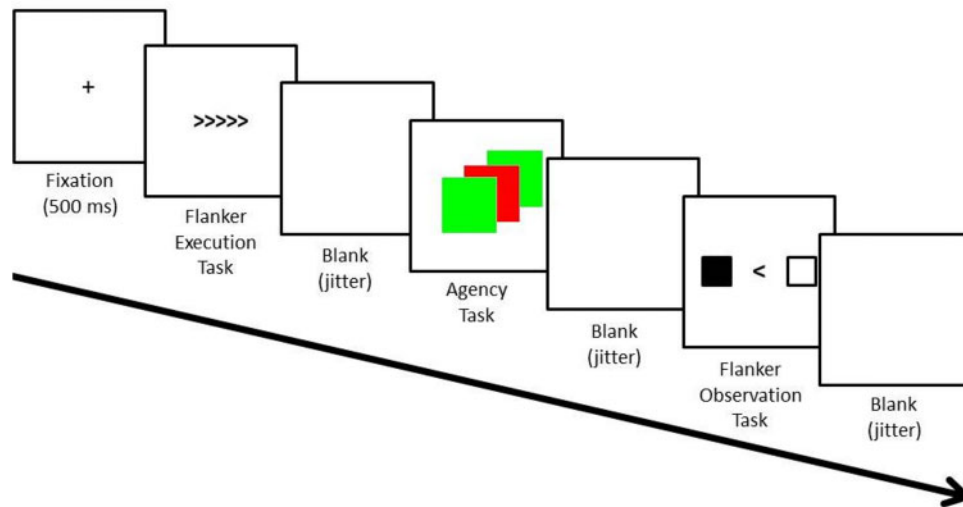 +
>>>>>
Fixation
(500 ms)
Flanker
Execution
Task
Blank
(jitter)
Agency
Task
Blank
(jitter)
<
Flanker
Observation
Task
Blank
(jitter)